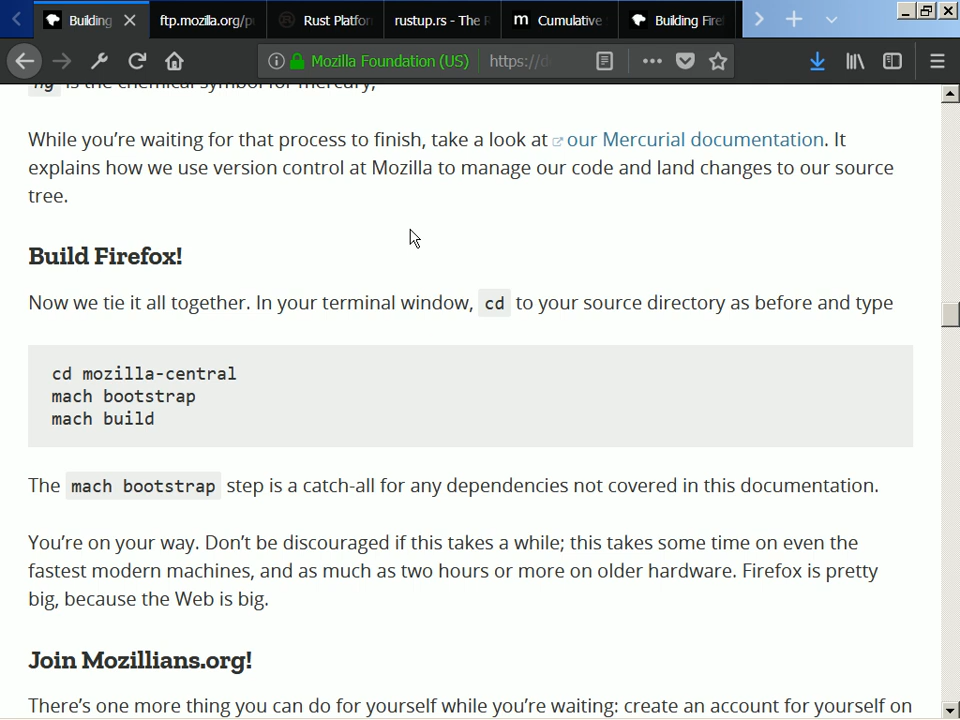 Building
ftp.mozilla.org/pu
Rust Platfor
rustup.rs - The R
Cumulative
Building Fire
Mozilla Foundation (US)
https://d
hg is the chemical symbol for mercury;
While you're waiting for that process to finish, take a look at our Mercurial documentation. It
explains how we use version control at Mozilla to manage our code and land changes to our source
tree.
Build Firefox!
Now we tie it all together. In your terminal window, cd to your source directory as before and type
cd mozilla-central
mach bootstrap
mach build
The mach bootstrap step is a catch-all for any dependencies not covered in this documentation.
You're on your way. Don't be discouraged if this takes a while; this takes some time on even the
fastest modern machines, and as much as two hours or more on older hardware. Firefox is pretty
big, because the Web is big.
Join Mozillians.org!
There's one more thing you can do for yourself while you're waiting: create an account for yourself on